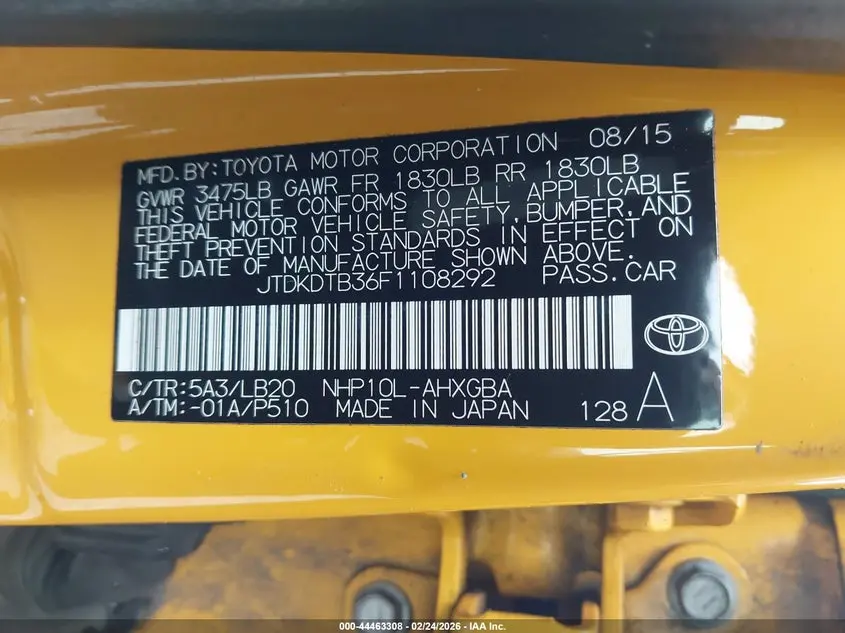 MFD. BY: TOYOTA MOTOR CORPORATION 08/15
GVWR 3475LB GAWR FR 1830LB RR 1830LB
THIS VEHICLE CONFORMS TO ALL APPLICABLE
FEDERAL MOTOR VEHICLE SAFETY, BUMPER, AND
THEFT PREVENTION STANDARDS IN EFFECT ON
THE DATE OF MANUFACTURE SHOWN ABOVE.
JTDKDTB36F1108292 PASS.CAR
C/TR: 5A3/LB20 NHP10L-AHXGBA
A/TM: -01A/P510 MADE IN JAPAN 128 A
000-44463308 - 02/24/2026 - IAA Inc.